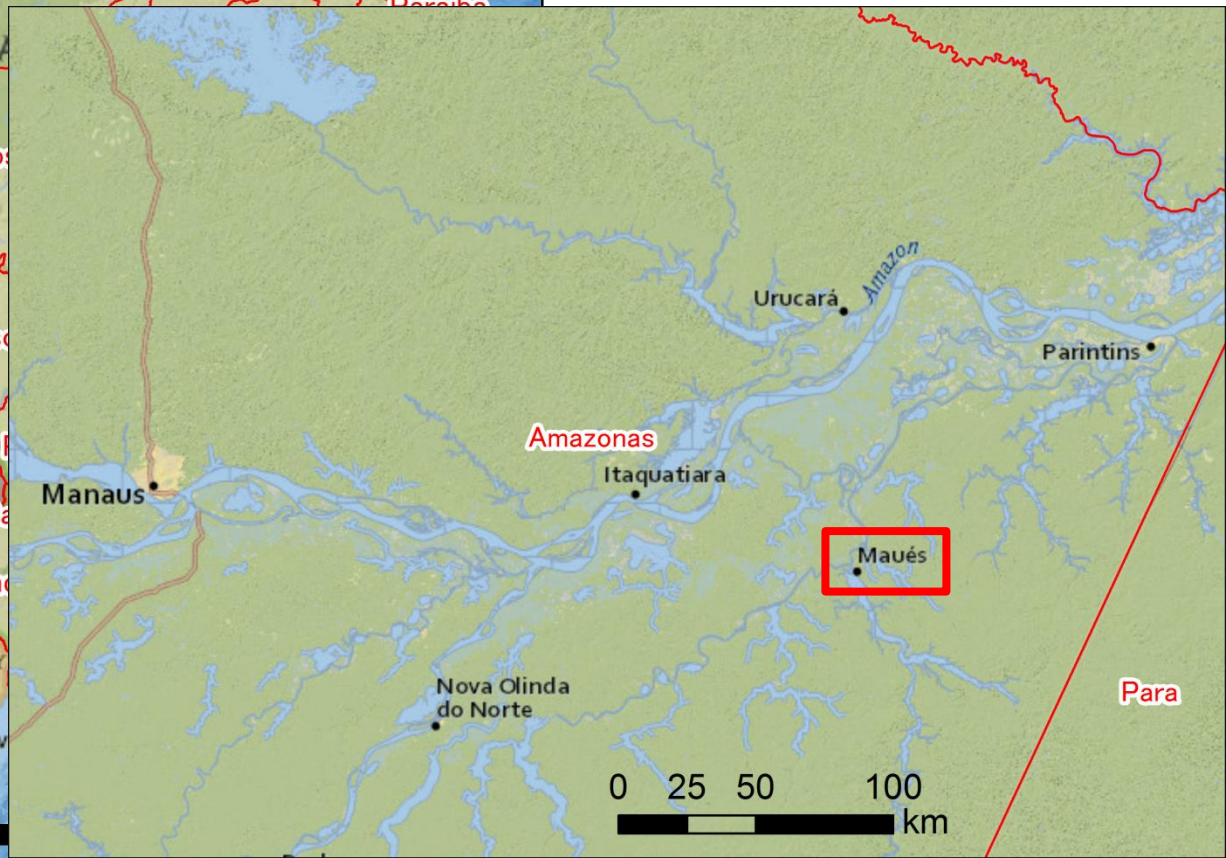 Amazon
Urucará
Parintins
Amazonas
Itaquatiara
Manaus
Maués
Nova Olinda
do Norte
Para
0 25 50 100
km